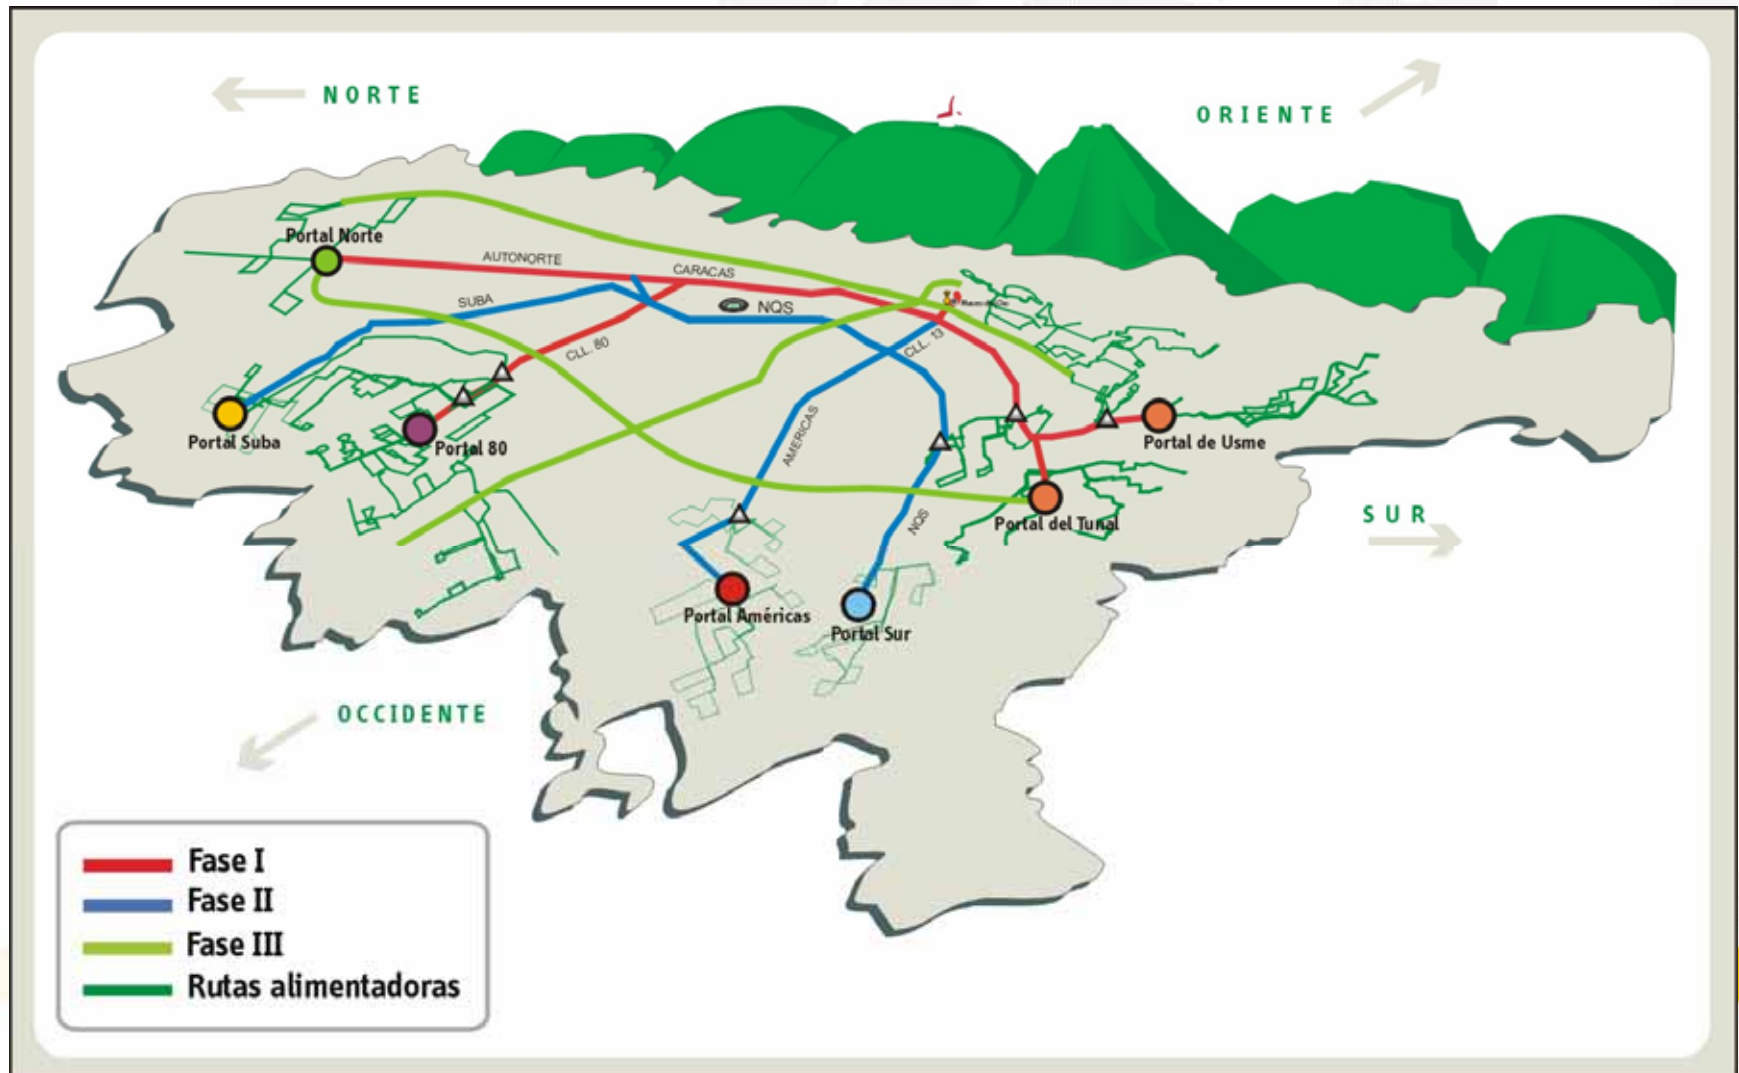 NORTE
ORIENTE
Portal Norte
AUTONORTE
CARACAS
SUBA
NQS
CLL. 80
CLL. 13
AMERICAS
Portal Suba
Portal 80
Portal de Usme
NQS
Portal del Tunal
SUR
Portal Américas
Portal Sur
OCCIDENTE
Fase I
Fase II
Fase III
Rutas alimentadoras